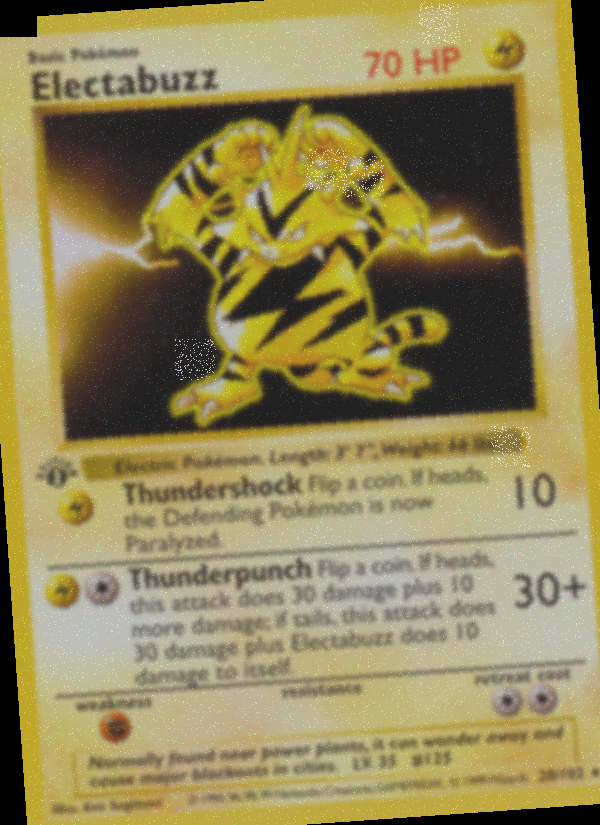 Basic Pokémon
Electabuzz
70 HP
Electric Pokémon. Length: 3' 7", Weight: 66 lbs.
Thundershock Flip a coin. If heads,
the Defending Pokémon is now
Paralyzed.
10
Thunderpunch Flip a coin. If heads,
this attack does 30 damage plus 10
more damage; if tails, this attack does
30 damage plus Electabuzz does 10
damage to itself.
30+
weakness
resistance
retreat cost
Normally found near power plants, it can wander away and
cause major blackouts in cities. LV. 35 #125
20/102